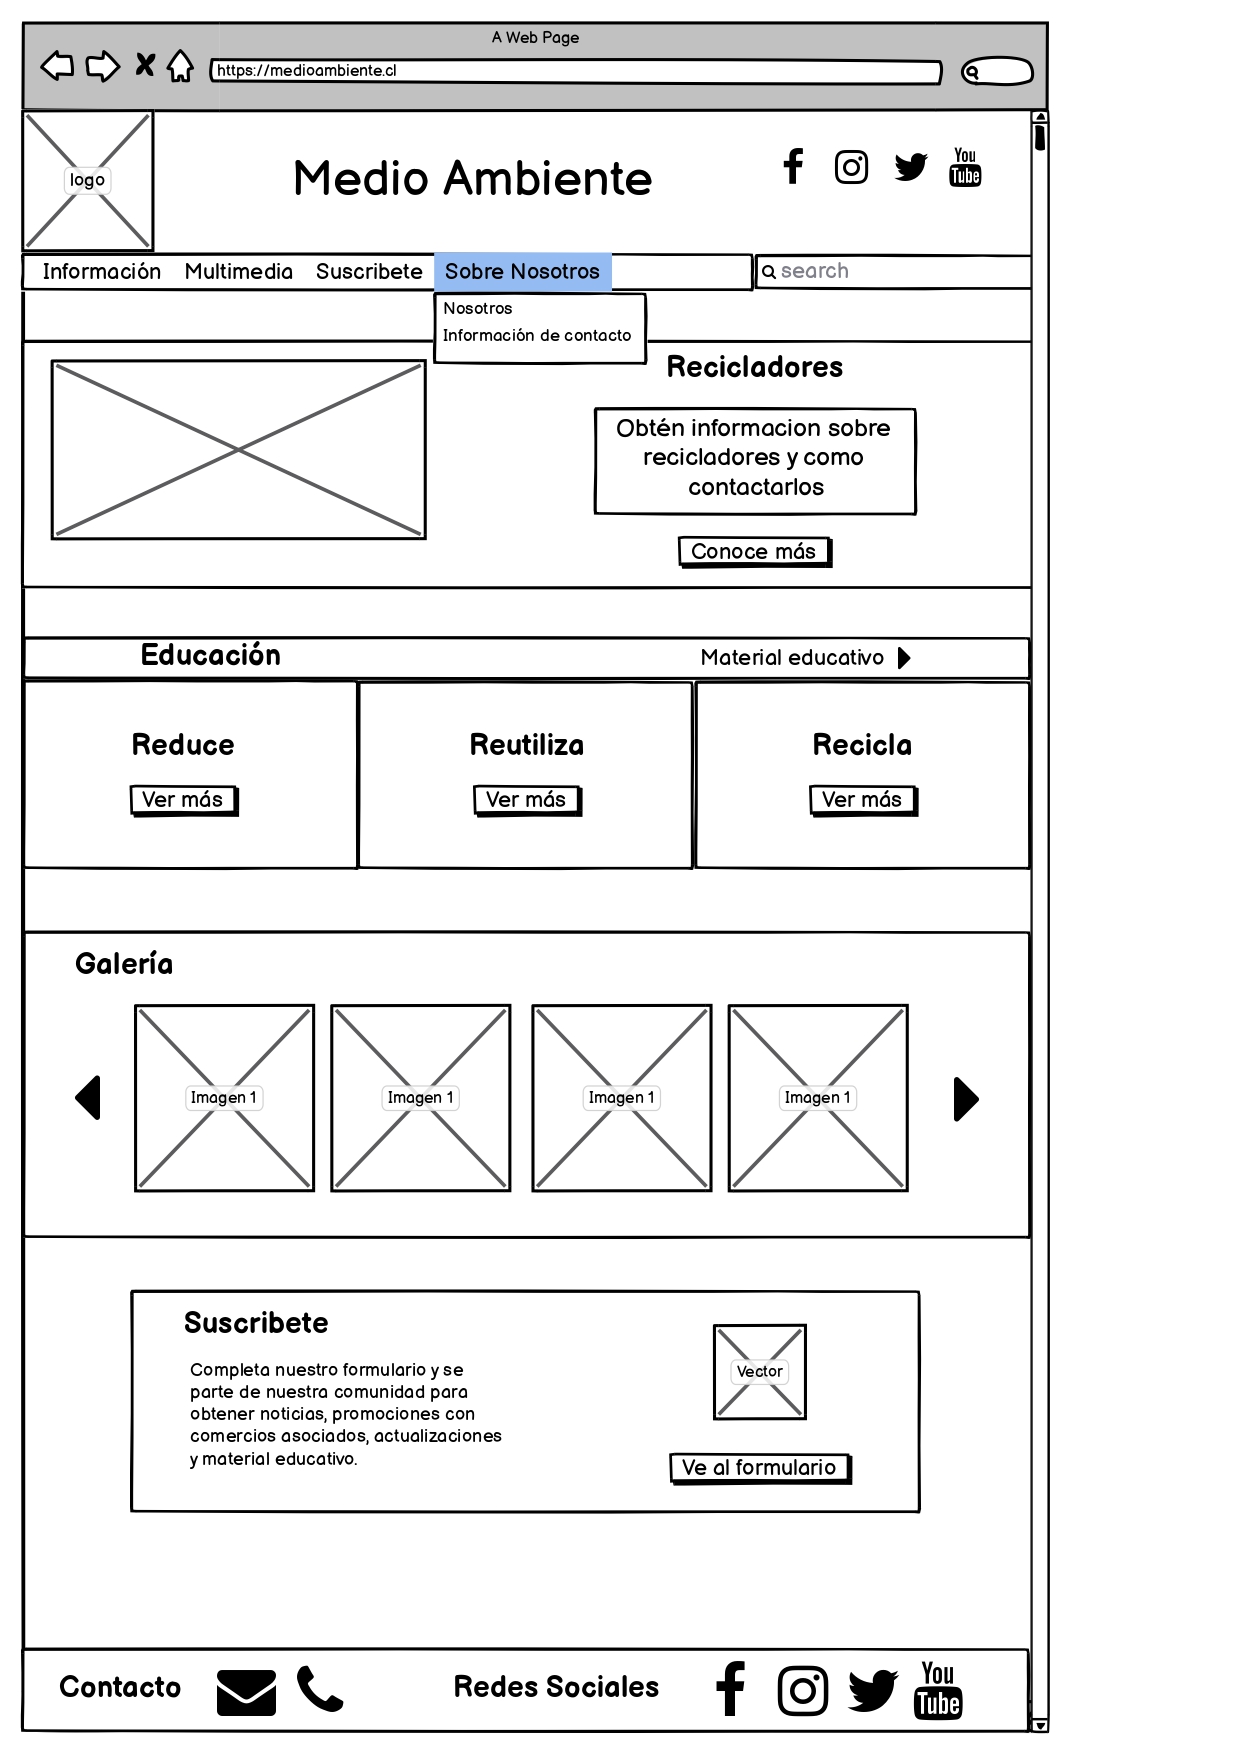 A Web Page
https://medioambiente.cl
logo
Medio Ambiente
You
Tube
Información Multimedia Suscribete Sobre Nosotros search
Nosotros
Información de contacto
Recicladores
Obtén informacion sobre
recicladores y como
contactarlos
Conoce más
Educación Material educativo
Reduce Reutiliza Recicla
Ver más Ver más Ver más
Galería
Imagen 1 Imagen 1 Imagen 1 Imagen 1
Suscribete
Completa nuestro formulario y se
parte de nuestra comunidad para
obtener noticias, promociones con
comercios asociados, actualizaciones
y material educativo.
Vector
Ve al formulario
Contacto Redes Sociales
You
Tube